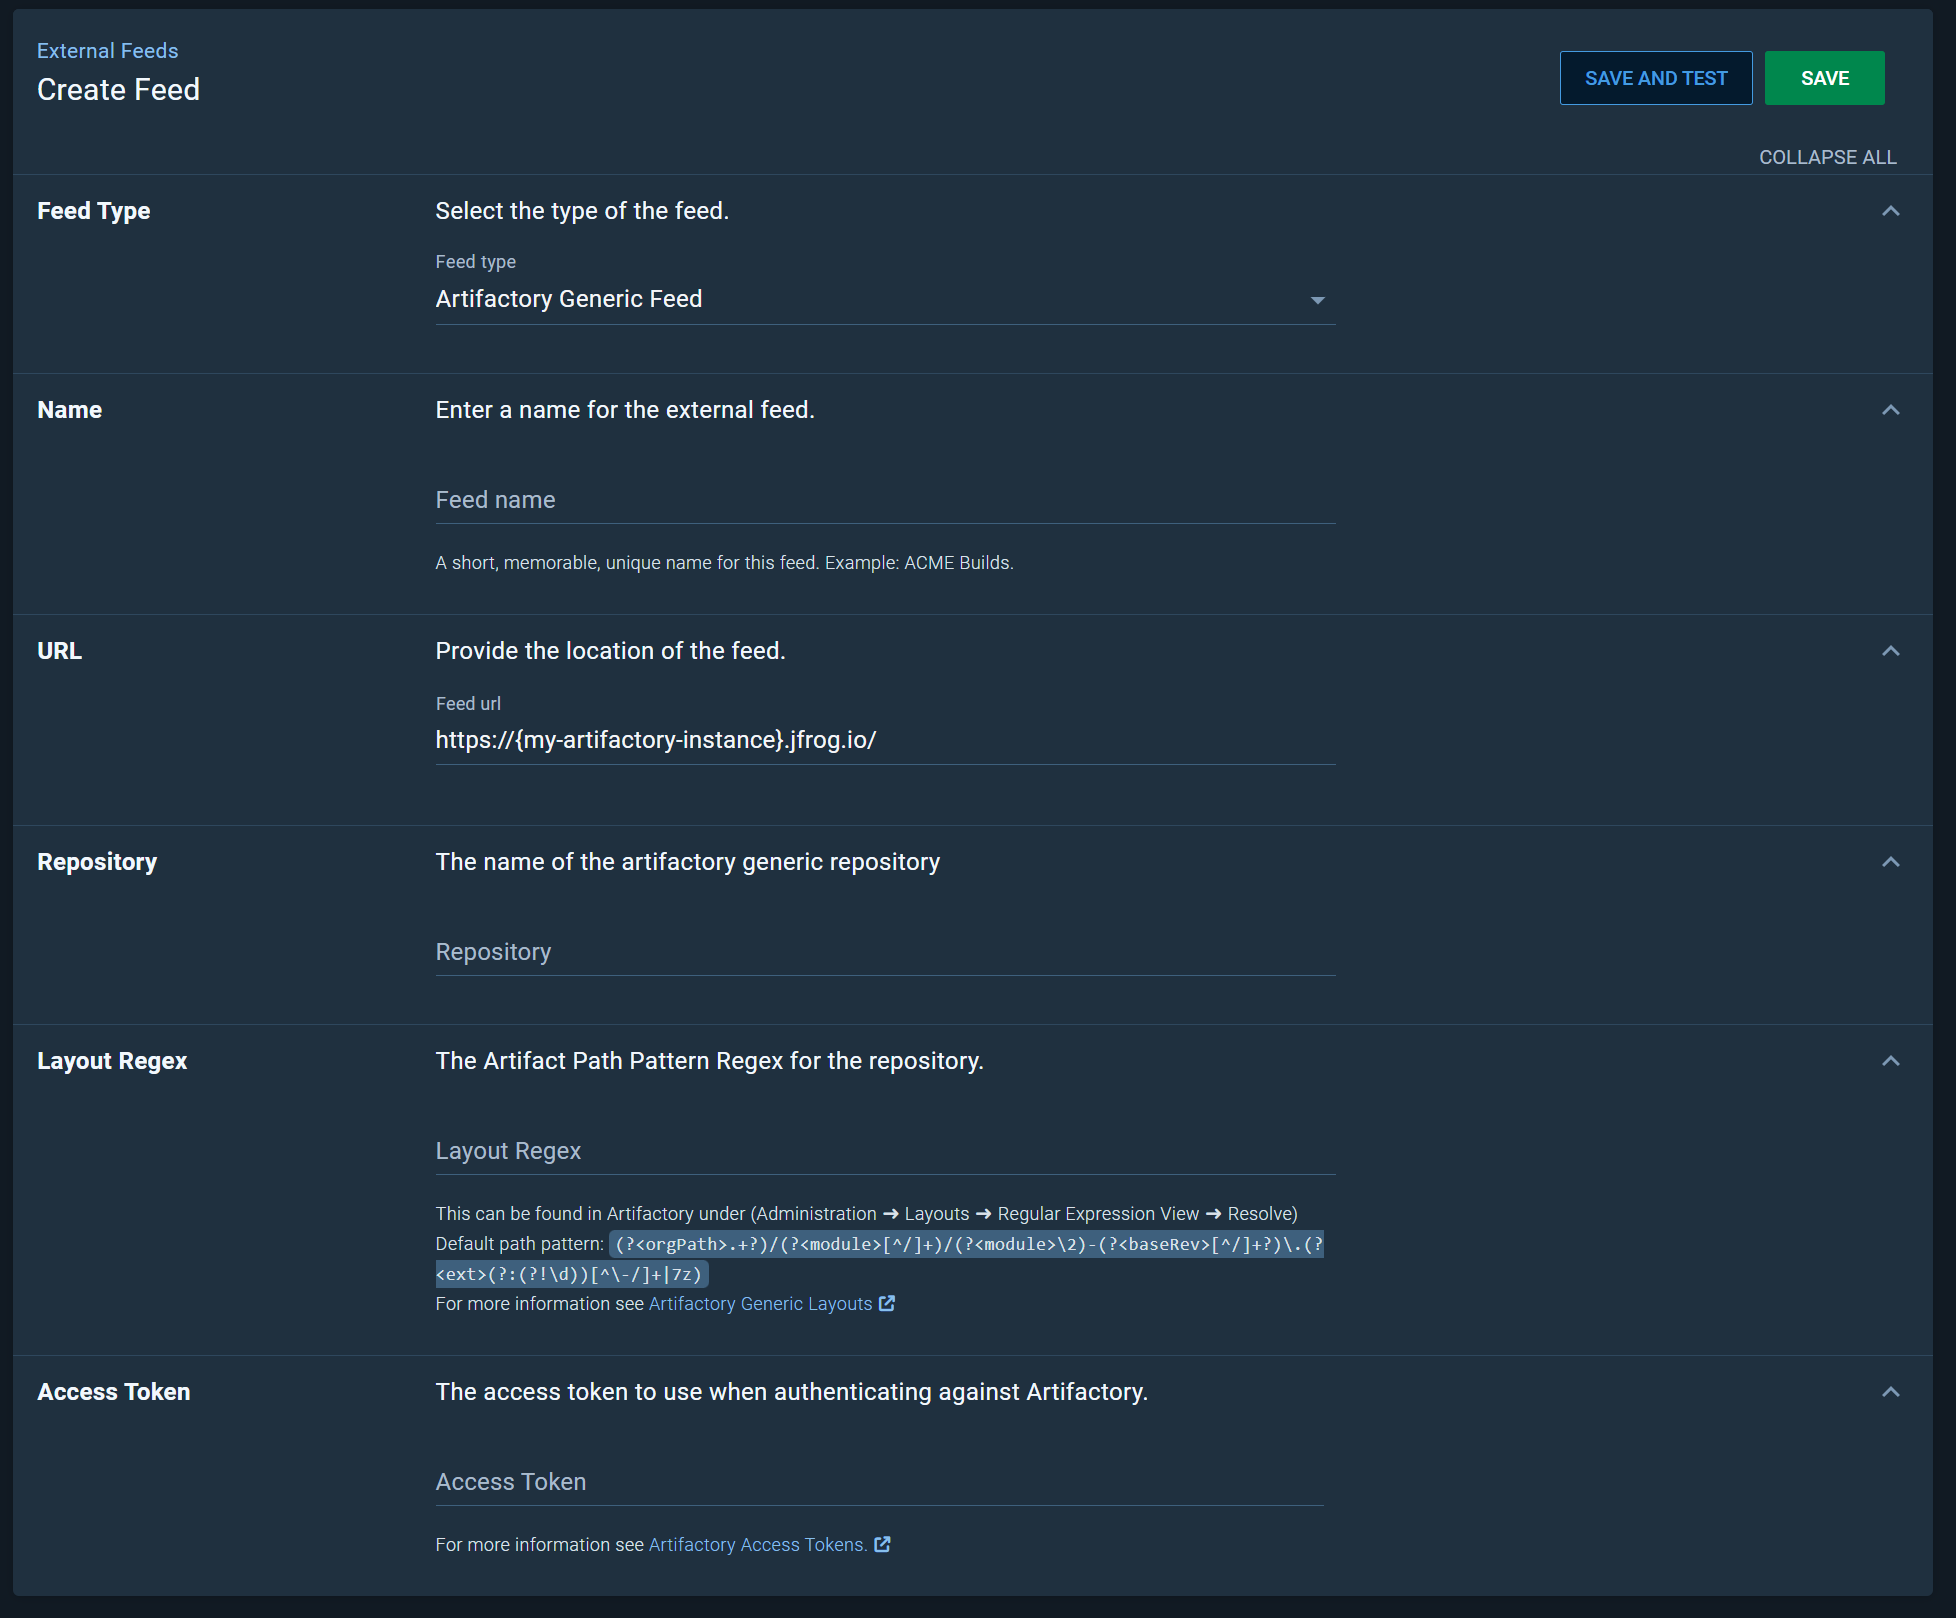 External Feeds
Create Feed
SAVE AND TEST
SAVE
COLLAPSE ALL
Feed Type
Select the type of the feed.
Feed type
Artifactory Generic Feed
Name
Enter a name for the external feed.
Feed name
A short, memorable, unique name for this feed. Example: ACME Builds.
URL
Provide the location of the feed.
Feed url
https://{my-artifactory-instance}.jfrog.io/
Repository
The name of the artifactory generic repository
Repository
Layout Regex
The Artifact Path Pattern Regex for the repository.
Layout Regex
This can be found in Artifactory under (Administration ➜ Layouts ➜ Regular Expression View ➜ Resolve)
Default path pattern: (?<orgPath>.+?)/(?<module>[^/]+)/(?<module>\2)-(?<baseRev>[^/]+?)\.(?
<ext>(?:(?!\d))[^\-/]+|7z)
For more information see Artifactory Generic Layouts
Access Token
The access token to use when authenticating against Artifactory.
Access Token
For more information see Artifactory Access Tokens.